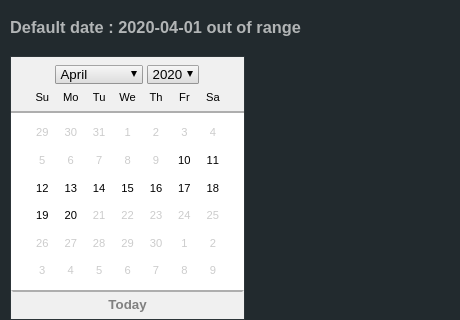 Default date : 2020-04-01 out of range
April 2020
Su Mo Tu We Th Fr Sa
29 30 31 1 2 3 4
5 6 7 8 9 10 11
12 13 14 15 16 17 18
19 20 21 22 23 24 25
26 27 28 29 30 1 2
3 4 5 6 7 8 9
Today